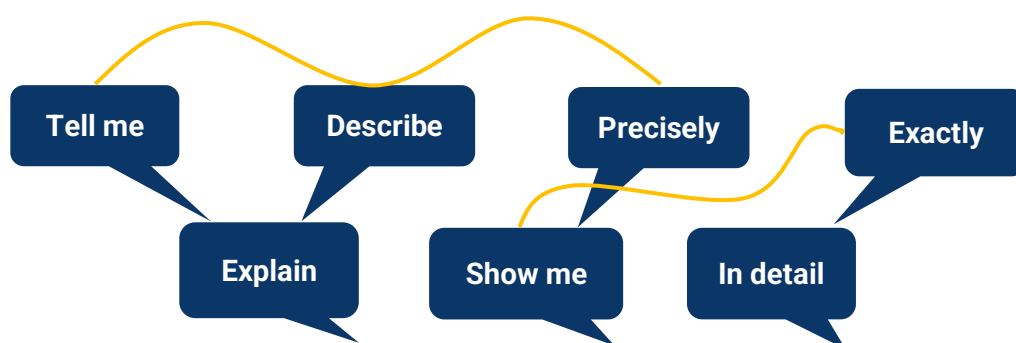 Tell me
Describe
Precisely
Exactly
Explain
Show me
In detail